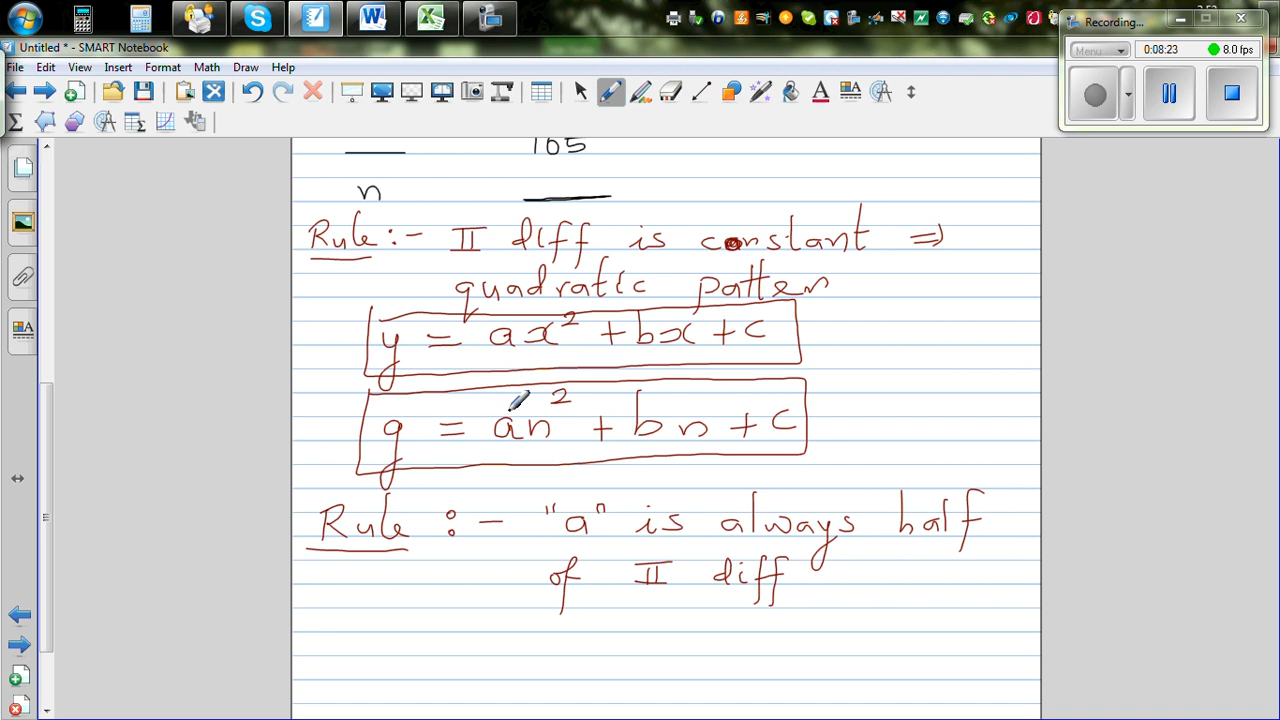 Recording...
Menu
0:08:23
8.0 fps
Untitled * - SMART Notebook
File Edit View Insert Format Math Draw Help
105
n
Rule :- II diff is constant ⇒
quadratic pattern
y = ax² + bx + c
g = an² + bn + c
Rule :- "a" is always half
of II diff